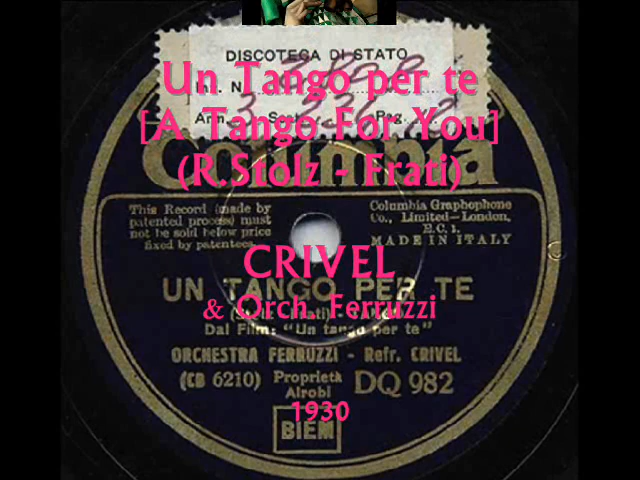 DISCOTECA DI STATO
Un Tango per te
Inv. N.
[A Tango For You]
Columbia
(R.Stolz - Frati)
This Record (made by
patented process) must
not be sold below price
fixed by patentees.
Columbia Graphophone
Co., Limited—London,
E.C. 1.
MADE IN ITALY
CRIVEL
UN TANGO PER TE
& Orch. Ferruzzi
Dal Film: "Un tango per te"
ORCHESTRA FERRUZZI - Refr. CRIVEL
(CB 6210) Proprietà
Airobi
DQ 982
1930
BIEM